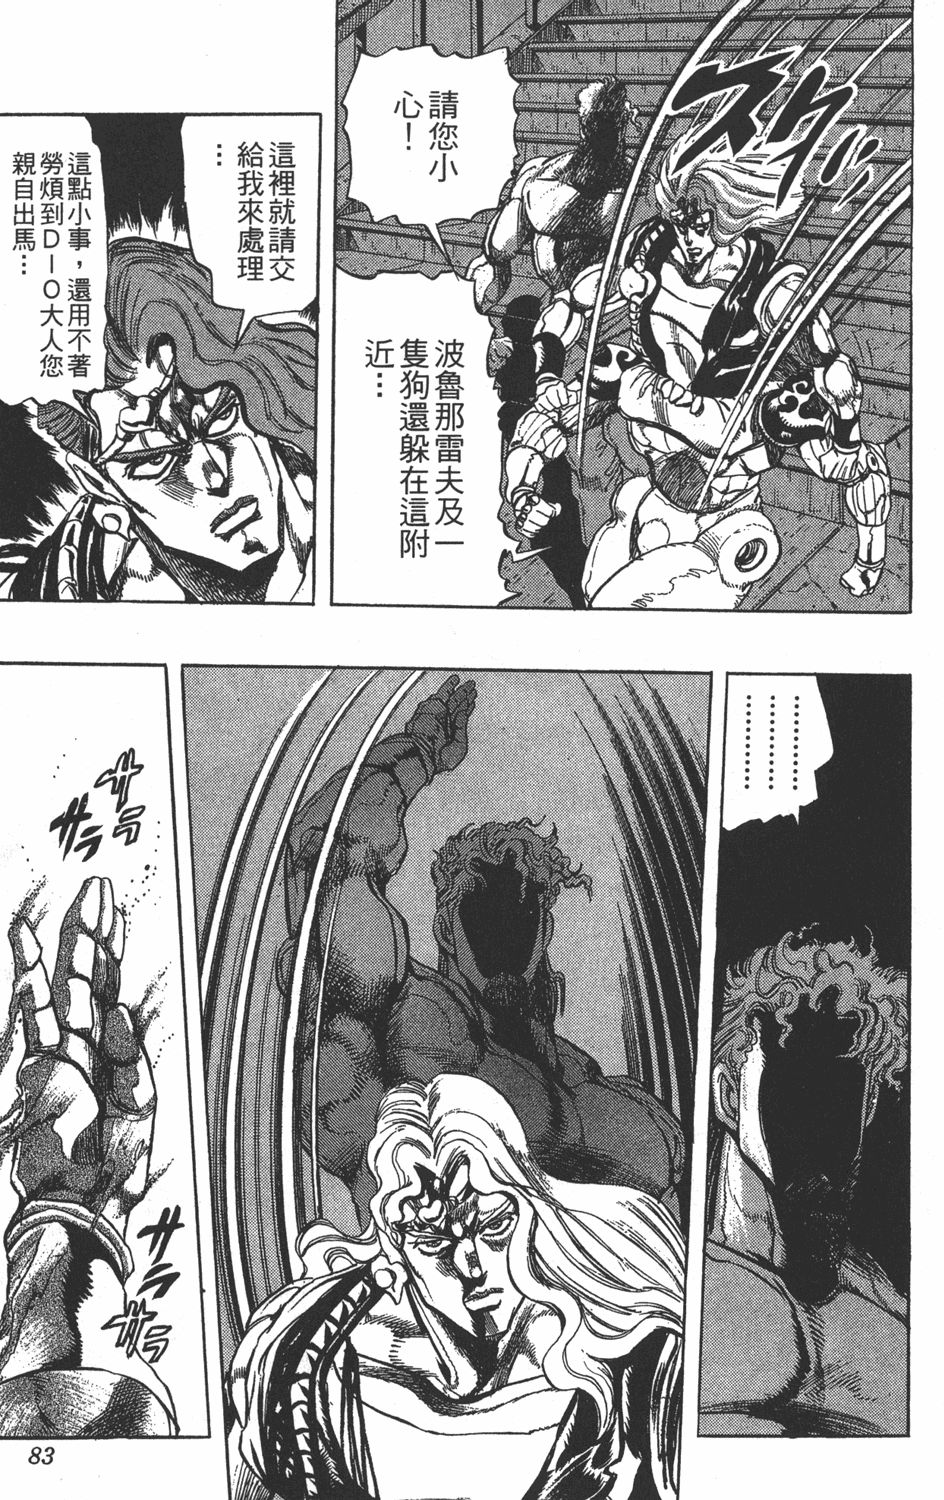 スクッ
請您小
心！
波魯那雷夫及一
隻狗還躲在這附
近…
這裡就請交
給我來處理
…
這點小事，還用不著
勞煩到DIO大人您
親自出馬…
…………
…………
サラ
サラ
サラ
サラ
83